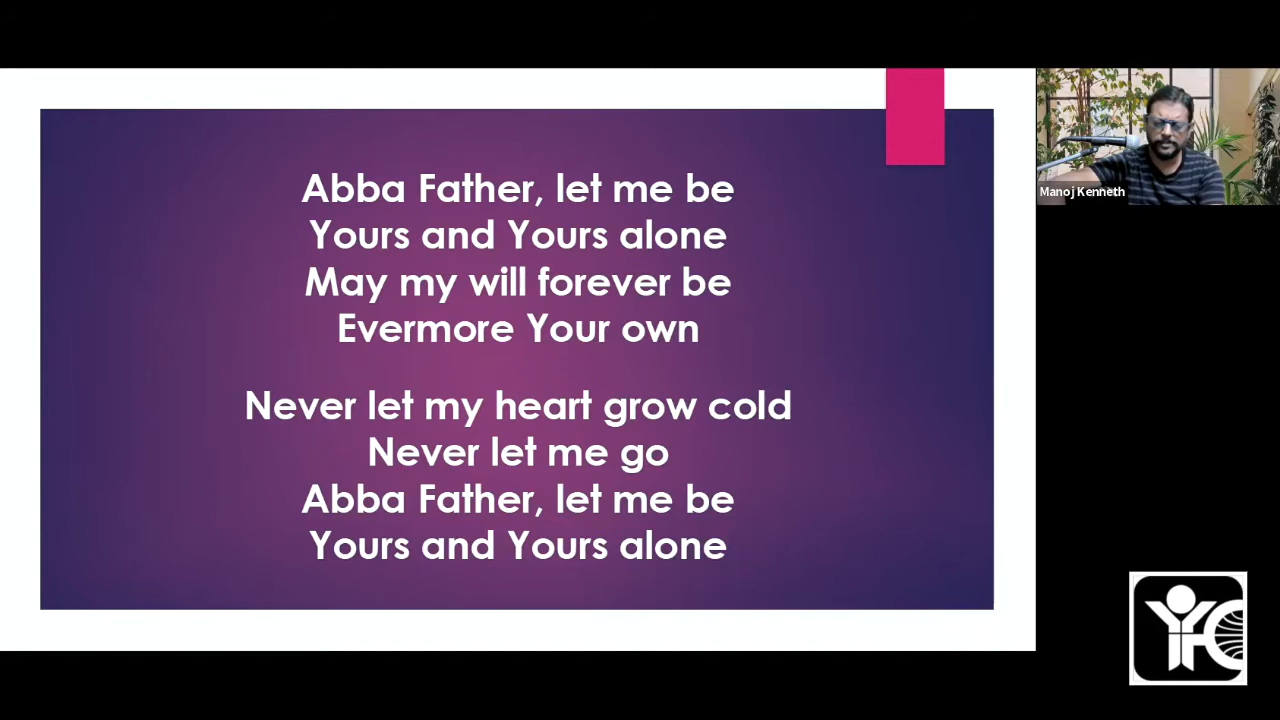 Abba Father, let me be
Yours and Yours alone
May my will forever be
Evermore Your own
Never let my heart grow cold
Never let me go
Abba Father, let me be
Yours and Yours alone
Manoj Kenneth
YFC